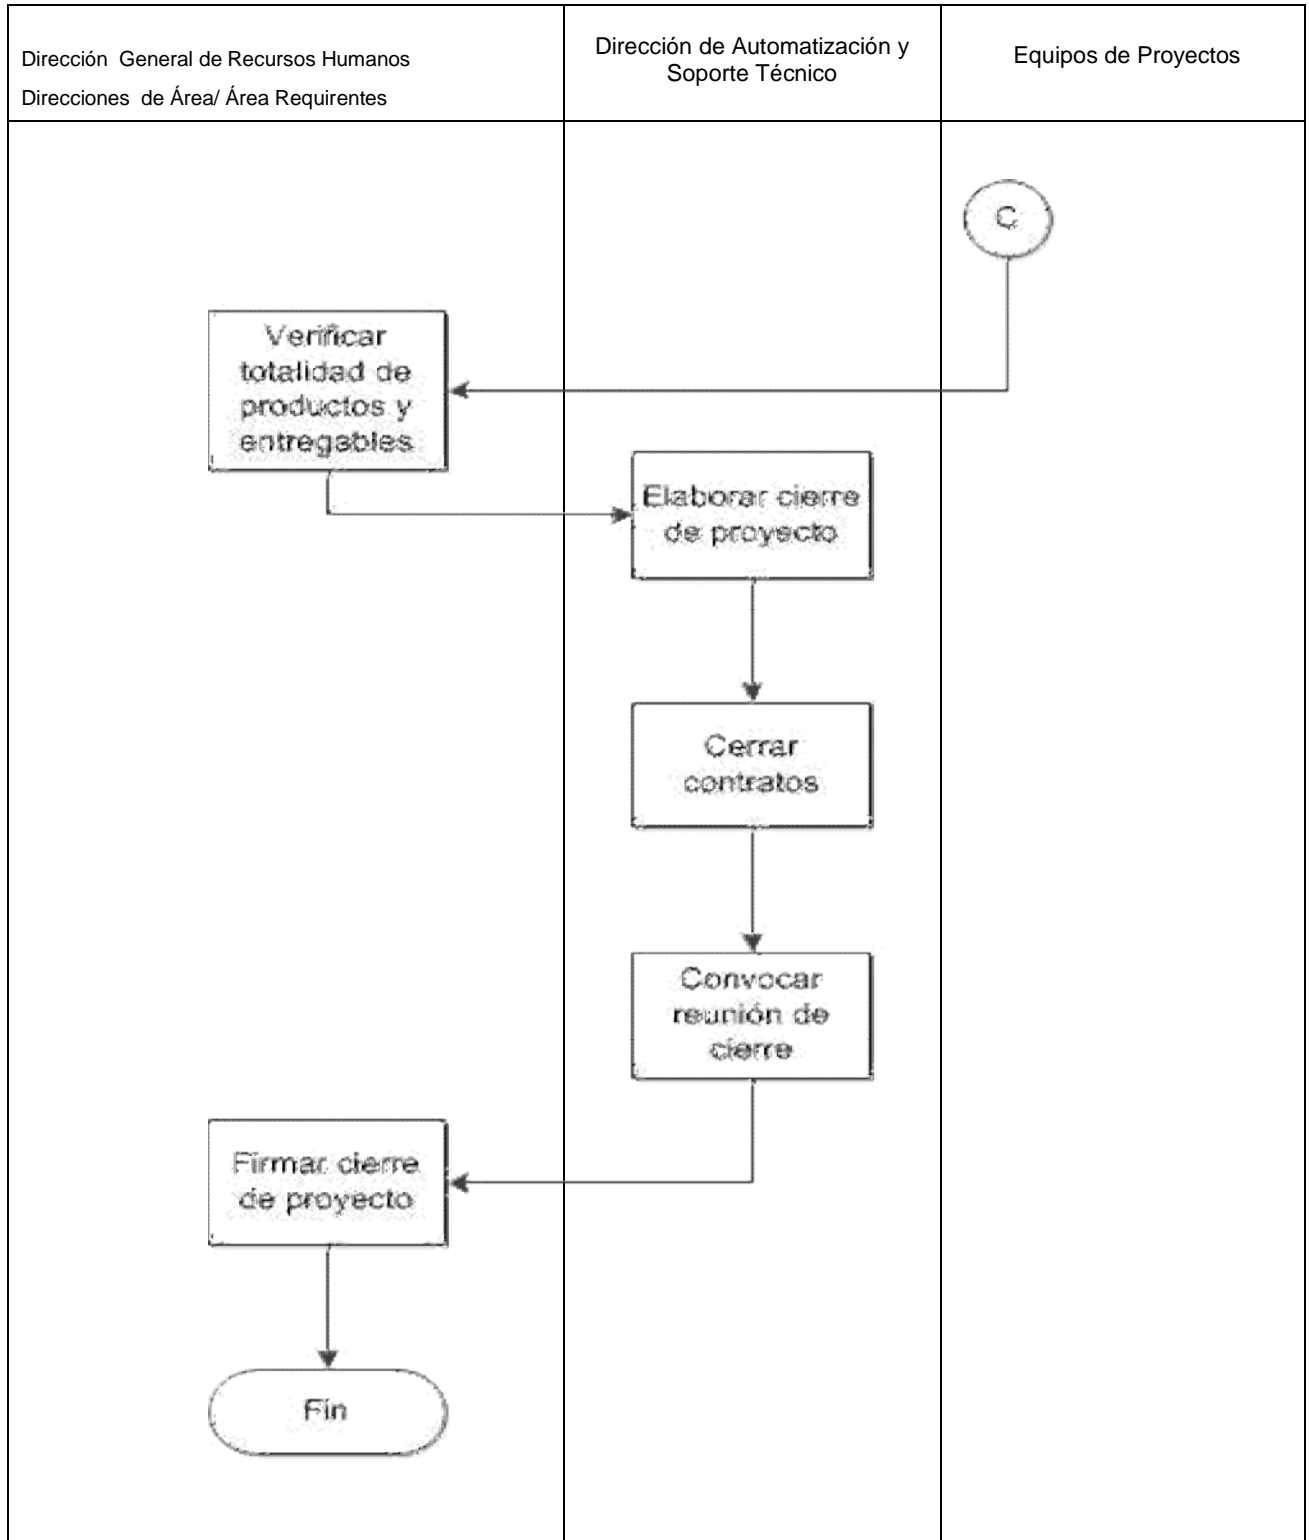 Dirección General de Recursos Humanos
Direcciones de Área/ Área Requirentes
Dirección de Automatización y
Soporte Técnico
Equipos de Proyectos
C
Verificar
totalidad de
productos y
entregables
Elaborar cierre
de proyecto
Cerrar
contratos
Convocar
reunión de
cierre
Firmar cierre
de proyecto
Fin